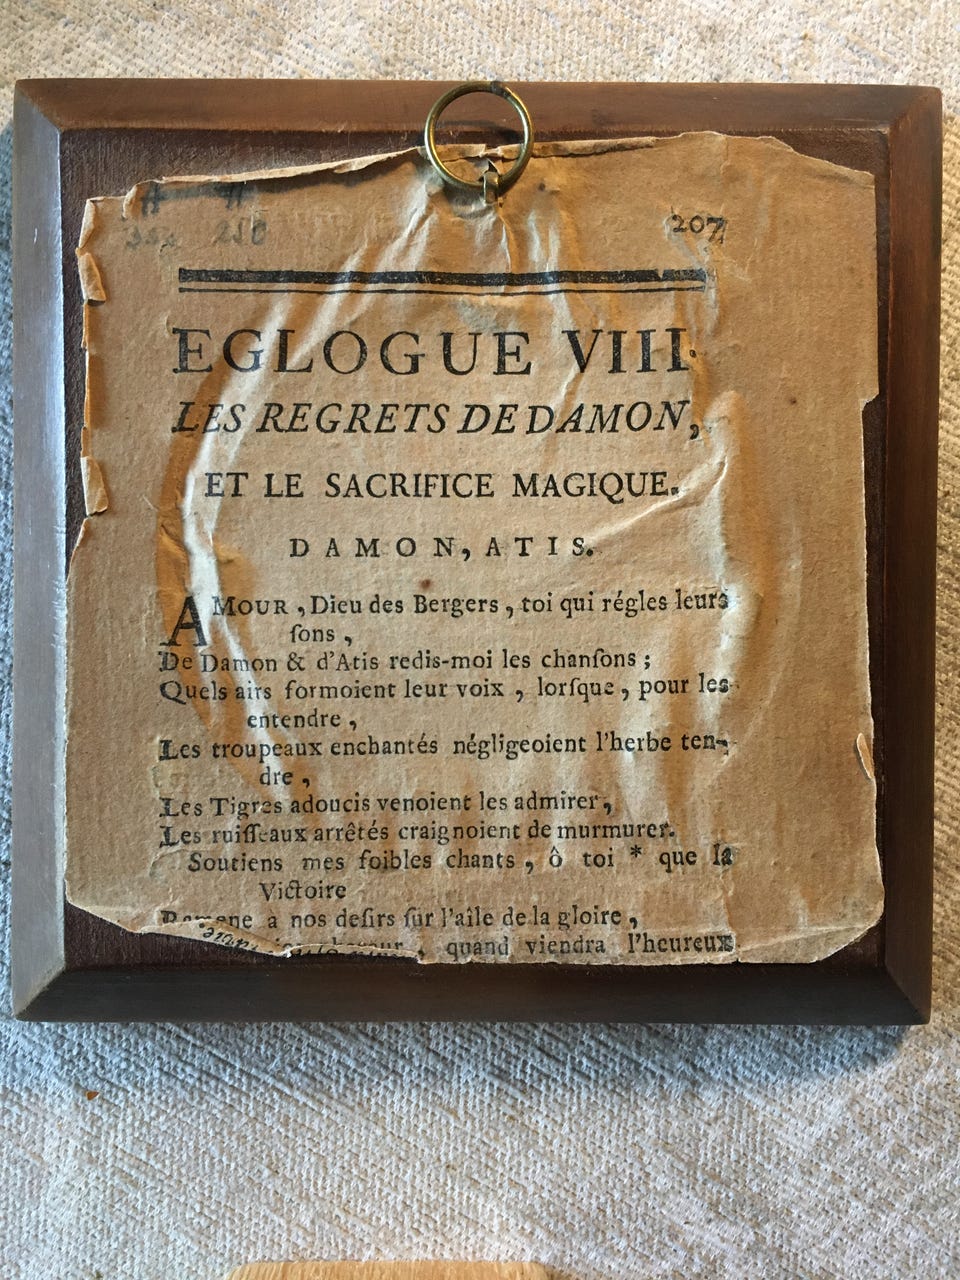 207
EGLOGUE VIII.
LES REGRETS DE DAMON,
ET LE SACRIFICE MAGIQUE.
DAMON, ATIS.
AMOUR, Dieu des Bergers, toi qui régles leurs
ſons,
De Damon & d'Atis redis-moi les chanſons;
Quels airs formoient leur voix, lorſque, pour les
entendre,
Les troupeaux enchantés négligeoient l'herbe ten-
dre,
Les Tigres adoucis venoient les admirer,
Les ruiſſeaux arrêtés craignoient de murmurer.
Soutiens mes foibles chants, ô toi * que la
Victoire
Ramene a nos deſirs ſur l'aîle de la gloire,
quand viendra l'heureux